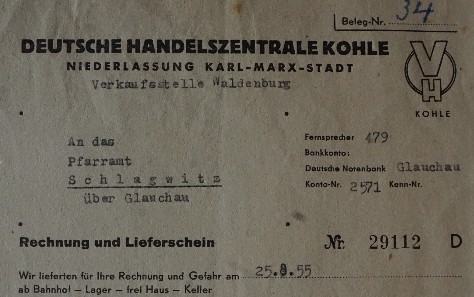 Beleg-Nr. 34
DEUTSCHE HANDELSZENTRALE KOHLE
NIEDERLASSUNG KARL-MARX-STADT
Verkaufsstelle Waldenburg
VH
KOHLE
An das
Pfarramt
Schlagwitz
über Glauchau
Fernsprecher 479
Bankkonto:
Deutsche Notenbank Glauchau
Konto-Nr. 2571 Kenn-Nr.
Rechnung und Lieferschein
Nr. 29112 D
Wir lieferten für Ihre Rechnung und Gefahr am 25.8.55
ab Bahnhof – Lager – frei Haus – Keller